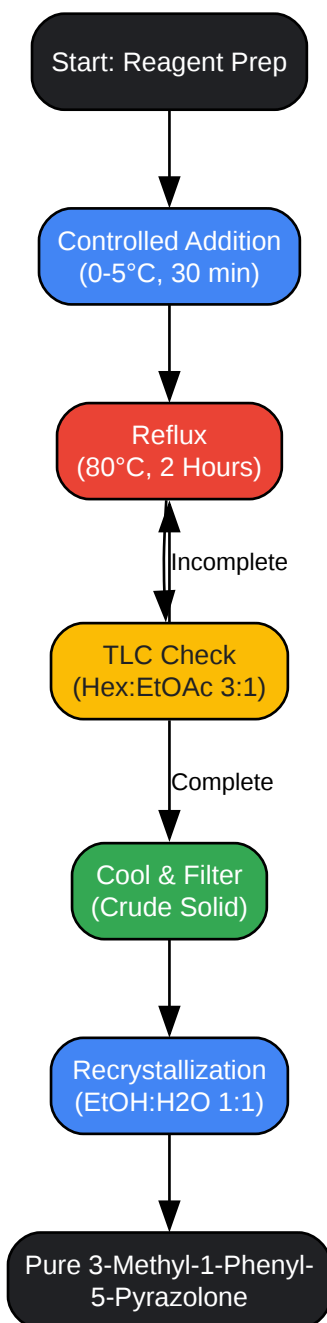 Start: Reagent Prep
Controlled Addition
(0-5°C, 30 min)
Reflux
(80°C, 2 Hours)
Incomplete
TLC Check
(Hex:EtOAc 3:1)
Complete
Cool & Filter
(Crude Solid)
Recrystallization
(EtOH:H2O 1:1)
Pure 3-Methyl-1-Phenyl-
5-Pyrazolone